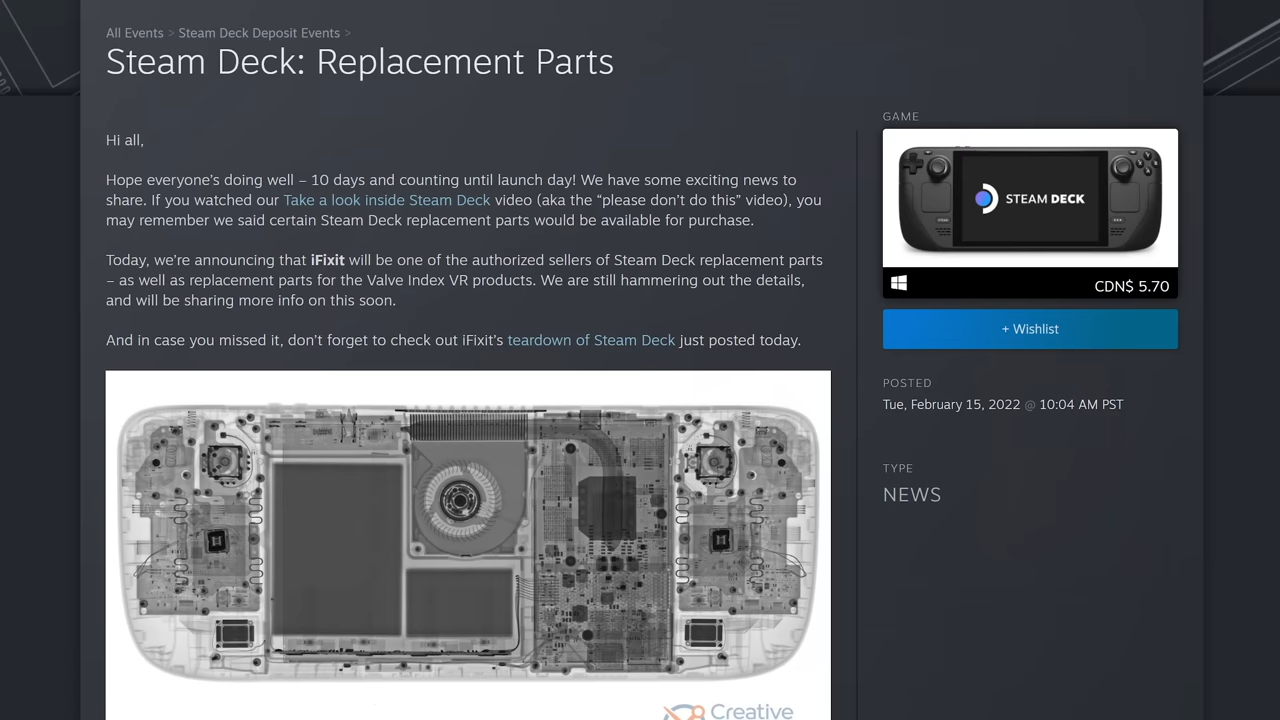 All Events > Steam Deck Deposit Events >
Steam Deck: Replacement Parts
Hi all,
Hope everyone’s doing well – 10 days and counting until launch day! We have some exciting news to
share. If you watched our Take a look inside Steam Deck video (aka the “please don’t do this” video), you
may remember we said certain Steam Deck replacement parts would be available for purchase.
Today, we’re announcing that iFixit will be one of the authorized sellers of Steam Deck replacement parts
– as well as replacement parts for the Valve Index VR products. We are still hammering out the details,
and will be sharing more info on this soon.
And in case you missed it, don’t forget to check out iFixit’s teardown of Steam Deck just posted today.
Creative
GAME
STEAM DECK
CDN$ 5.70
+ Wishlist
POSTED
Tue, February 15, 2022 @ 10:04 AM PST
TYPE
NEWS